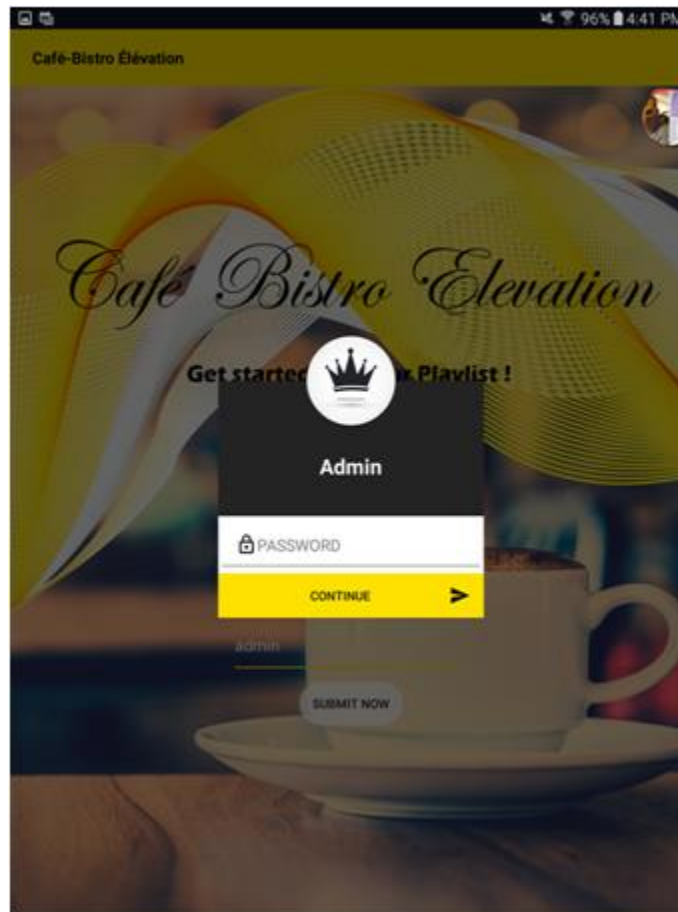 96% 4:41 PM
Café-Bistro Élévation
Café Bistro Elevation
Get started r Playlist !
Admin
PASSWORD
CONTINUE
admin
SUBMIT NOW